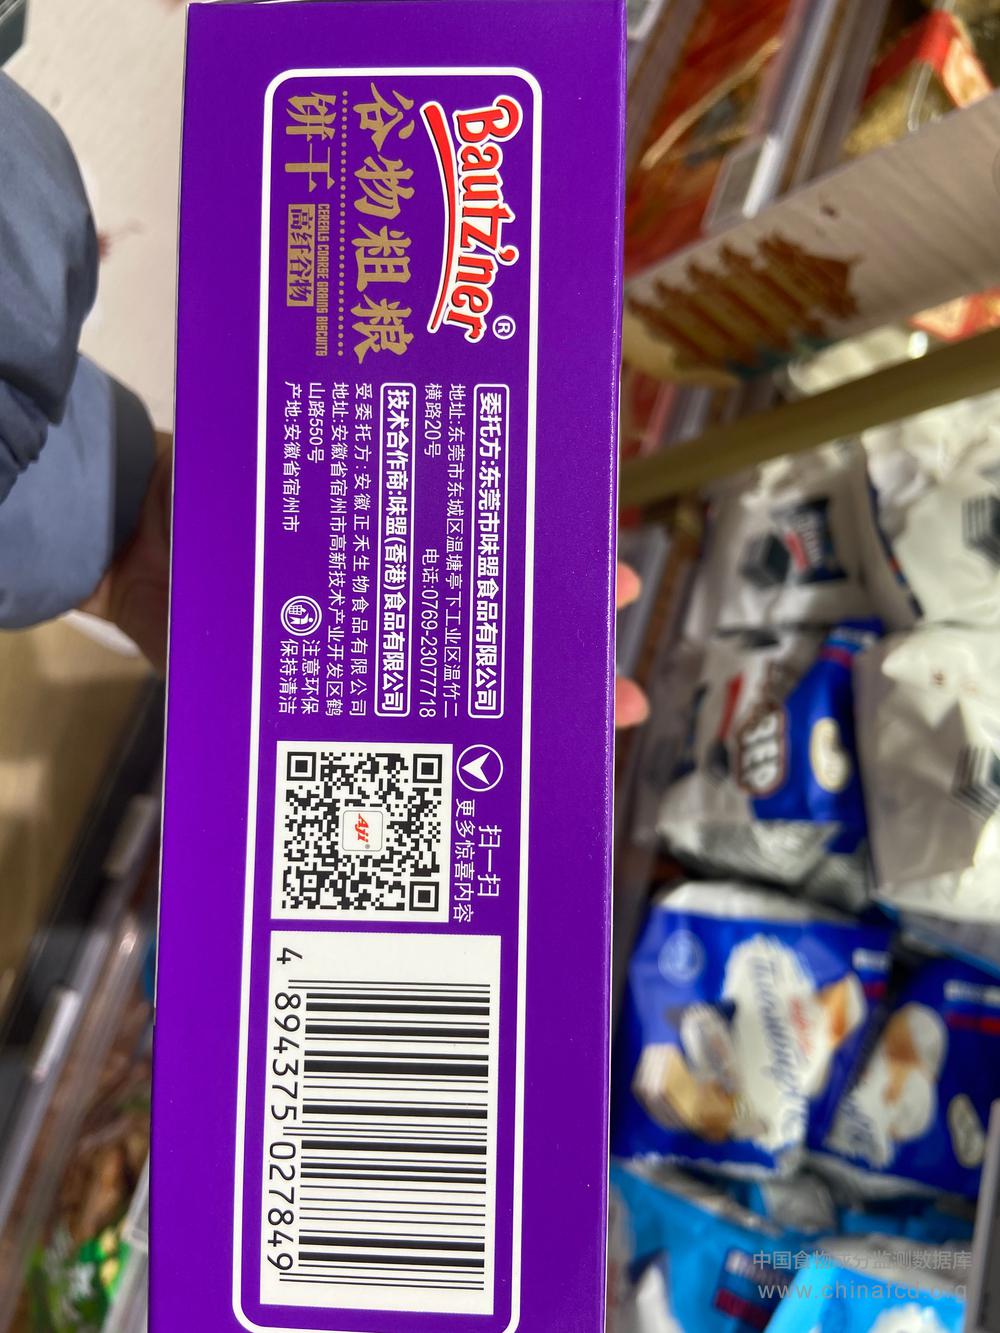 Bautz'ner®
谷物粗粮
饼干
CEREALS COARSE GRAINS BISCUITS
高纤谷物
委托方:东莞市味盟食品有限公司
地址:东莞市东城区温塘亭下工业区温竹二
横路20号
电话:0769-23077718
技术合作商:味盟(香港)食品有限公司
受委托方:安徽正禾生物食品有限公司
地址:安徽省宿州市高新技术产业开发区鹤
山路550号
产地:安徽省宿州市
注意环保
保持清洁
扫一扫
更多惊喜内容
Aji®
4 894375 027849
中国食物成分监测数据库
www.chinafcd.org